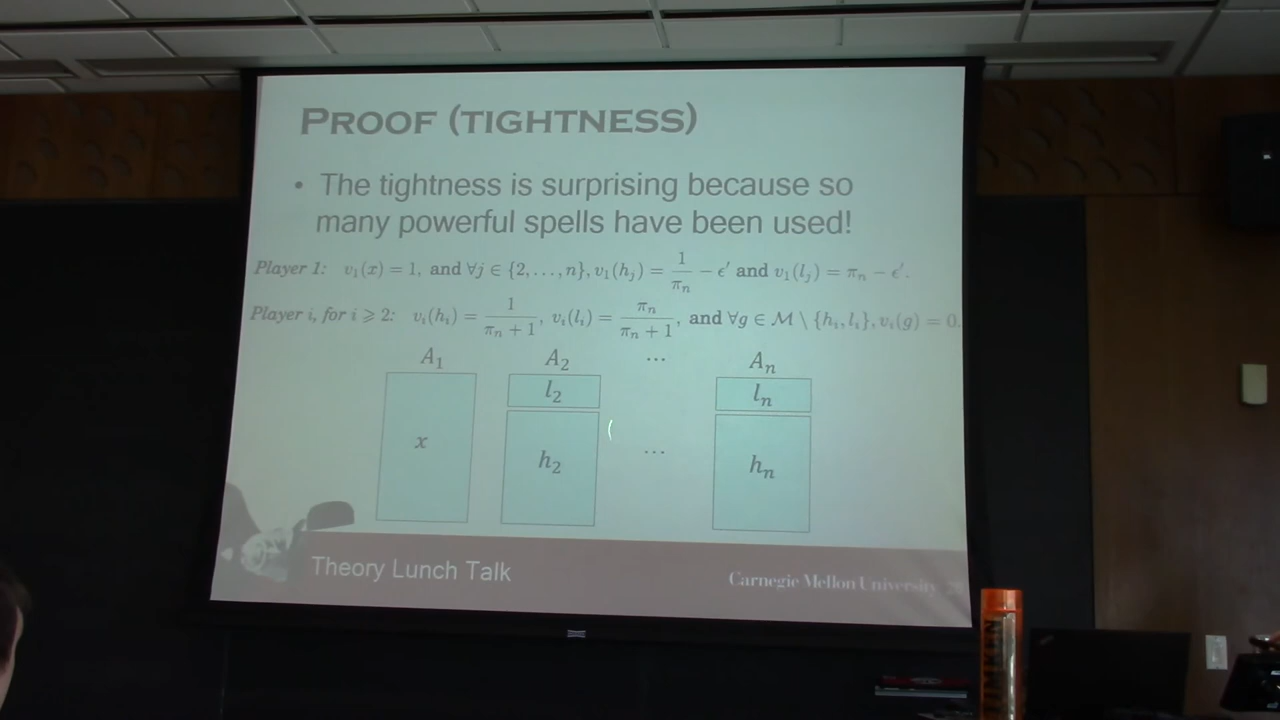 PROOF (TIGHTNESS)
• The tightness is surprising because so
many powerful spells have been used!
Player 1: v₁(x) = 1, and ∀j ∈ {2, …, n}, v₁(hⱼ) = 1/πₙ − ϵ′ and v₁(lⱼ) = πₙ − ϵ′.
Player i, for i ⩾ 2: vᵢ(hᵢ) = 1/(πₙ + 1), vᵢ(lᵢ) = πₙ/(πₙ + 1), and ∀g ∈ M \ {hᵢ, lᵢ}, vᵢ(g) = 0.
A₁ A₂ … Aₙ
l₂ lₙ
x h₂ … hₙ
Theory Lunch Talk
Carnegie Mellon University